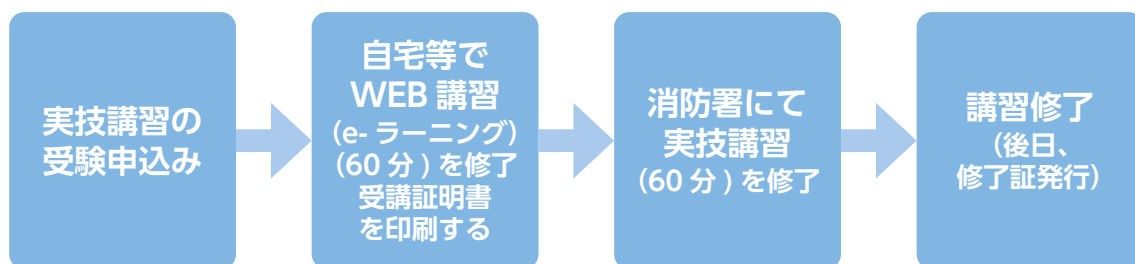 実技講習の
受験申込み
自宅等で
WEB 講習
（e- ラーニング）
（60 分 ) を修了
受講証明書
を印刷する
消防署にて
実技講習
（60 分 ) を修了
講習修了
（後日、
修了証発行）